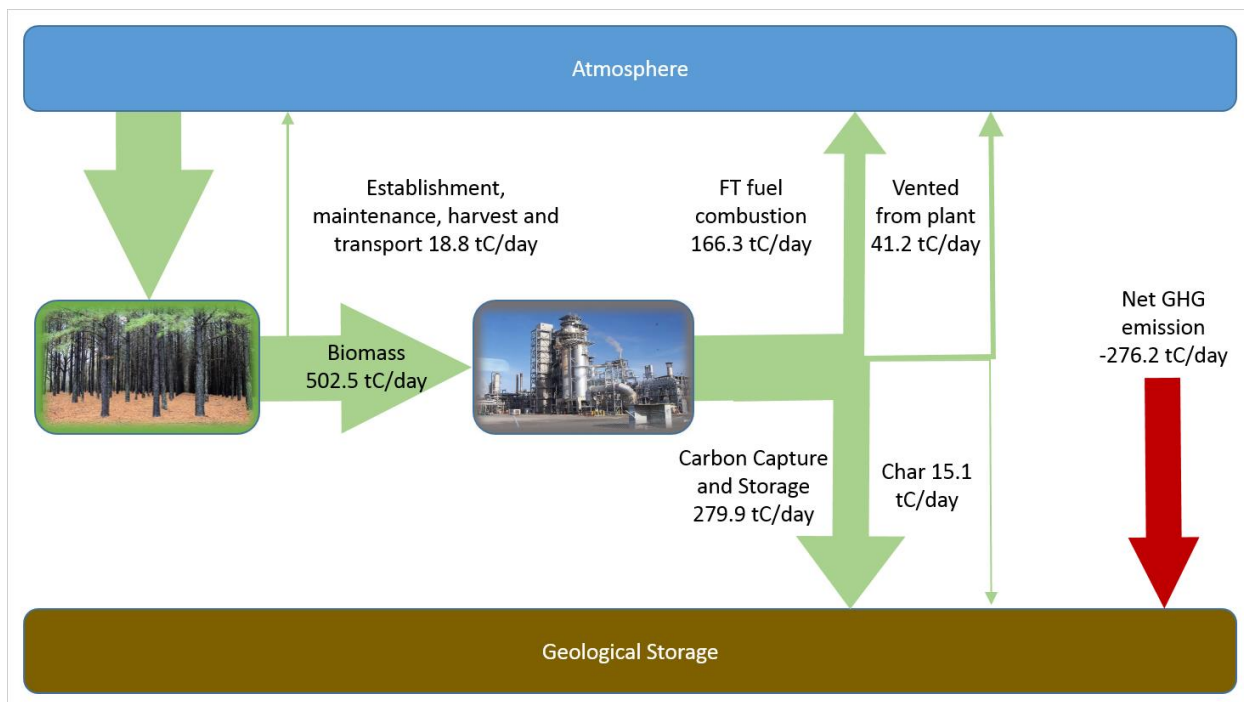 Atmosphere
Establishment,
maintenance, harvest and
transport 18.8 tC/day
FT fuel
combustion
166.3 tC/day
Vented
from plant
41.2 tC/day
Net GHG
emission
-276.2 tC/day
Biomass
502.5 tC/day
Carbon Capture
and Storage
279.9 tC/day
Char 15.1
tC/day
Geological Storage